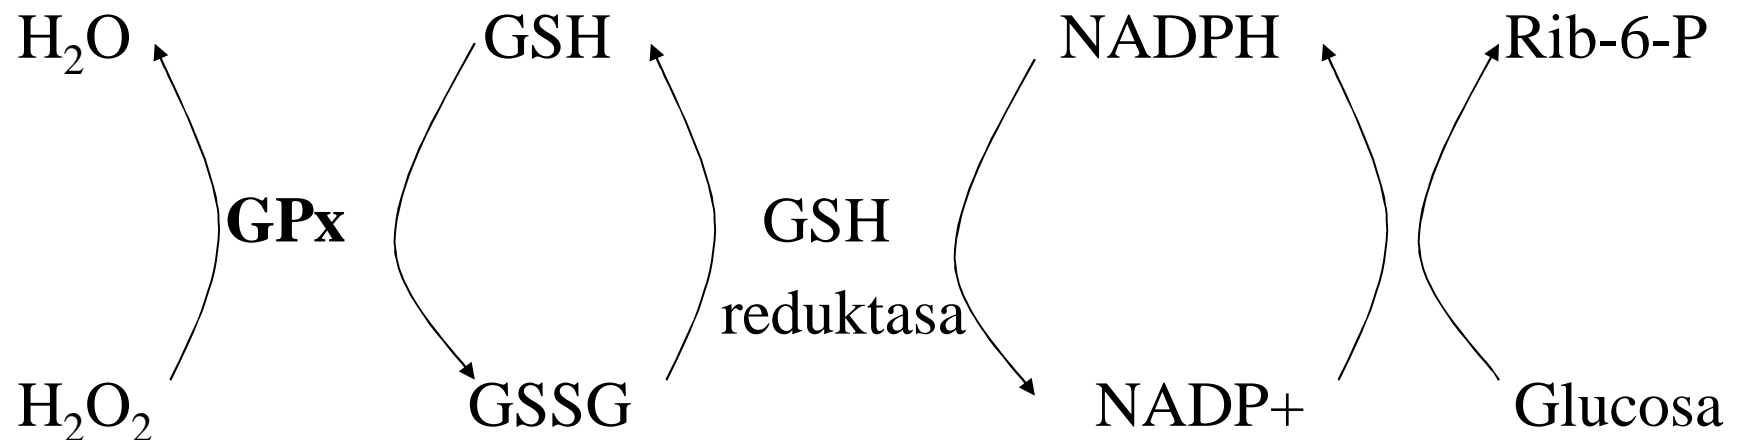 H₂O GSH NADPH Rib-6-P
GPx GSH
reduktasa
H₂O₂ GSSG NADP+ Glucosa